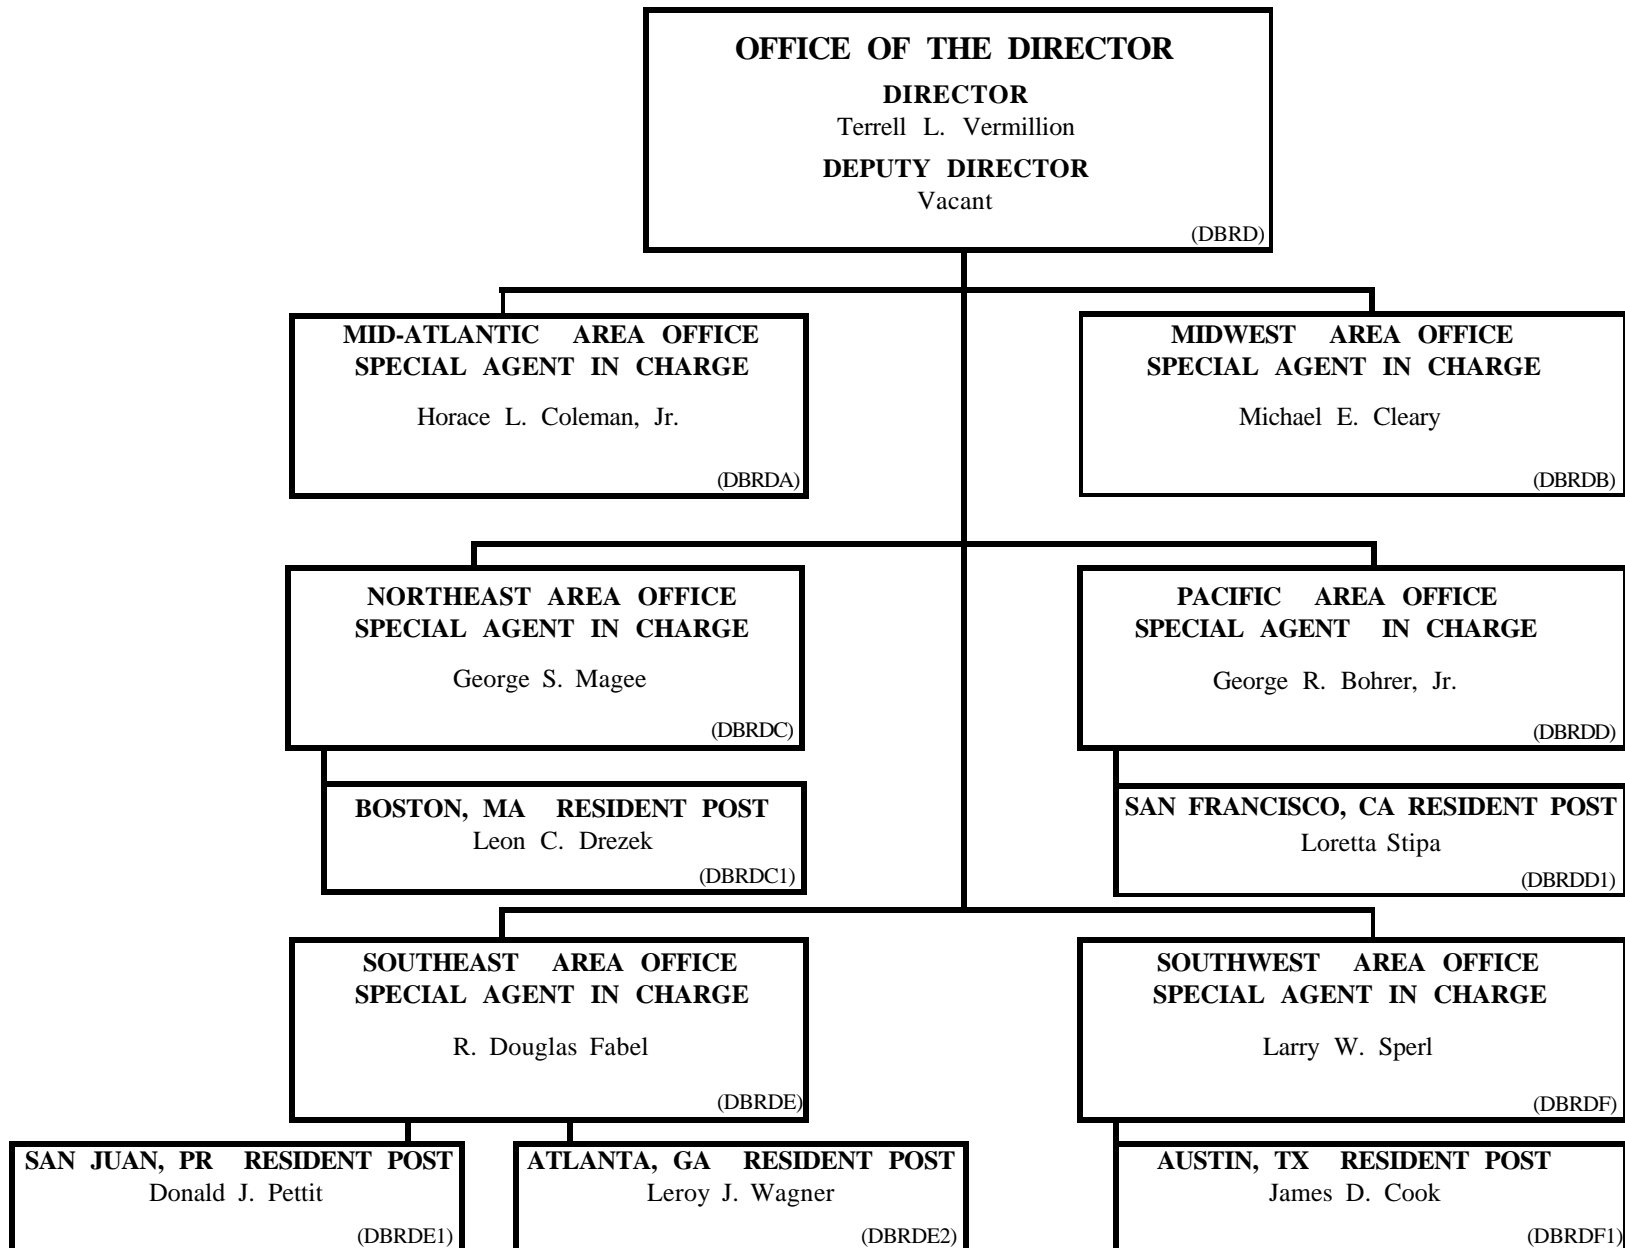 OFFICE OF THE DIRECTOR
DIRECTOR
Terrell L. Vermillion
DEPUTY DIRECTOR
Vacant
(DBRD)
MID-ATLANTIC AREA OFFICE
SPECIAL AGENT IN CHARGE
Horace L. Coleman, Jr.
(DBRDA)
MIDWEST AREA OFFICE
SPECIAL AGENT IN CHARGE
Michael E. Cleary
(DBRDB)
NORTHEAST AREA OFFICE
SPECIAL AGENT IN CHARGE
George S. Magee
(DBRDC)
BOSTON, MA RESIDENT POST
Leon C. Drezek
(DBRDC1)
PACIFIC AREA OFFICE
SPECIAL AGENT IN CHARGE
George R. Bohrer, Jr.
(DBRDD)
SAN FRANCISCO, CA RESIDENT POST
Loretta Stipa
(DBRDD1)
SOUTHEAST AREA OFFICE
SPECIAL AGENT IN CHARGE
R. Douglas Fabel
(DBRDE)
SAN JUAN, PR RESIDENT POST
Donald J. Pettit
(DBRDE1)
ATLANTA, GA RESIDENT POST
Leroy J. Wagner
(DBRDE2)
SOUTHWEST AREA OFFICE
SPECIAL AGENT IN CHARGE
Larry W. Sperl
(DBRDF)
AUSTIN, TX RESIDENT POST
James D. Cook
(DBRDF1)